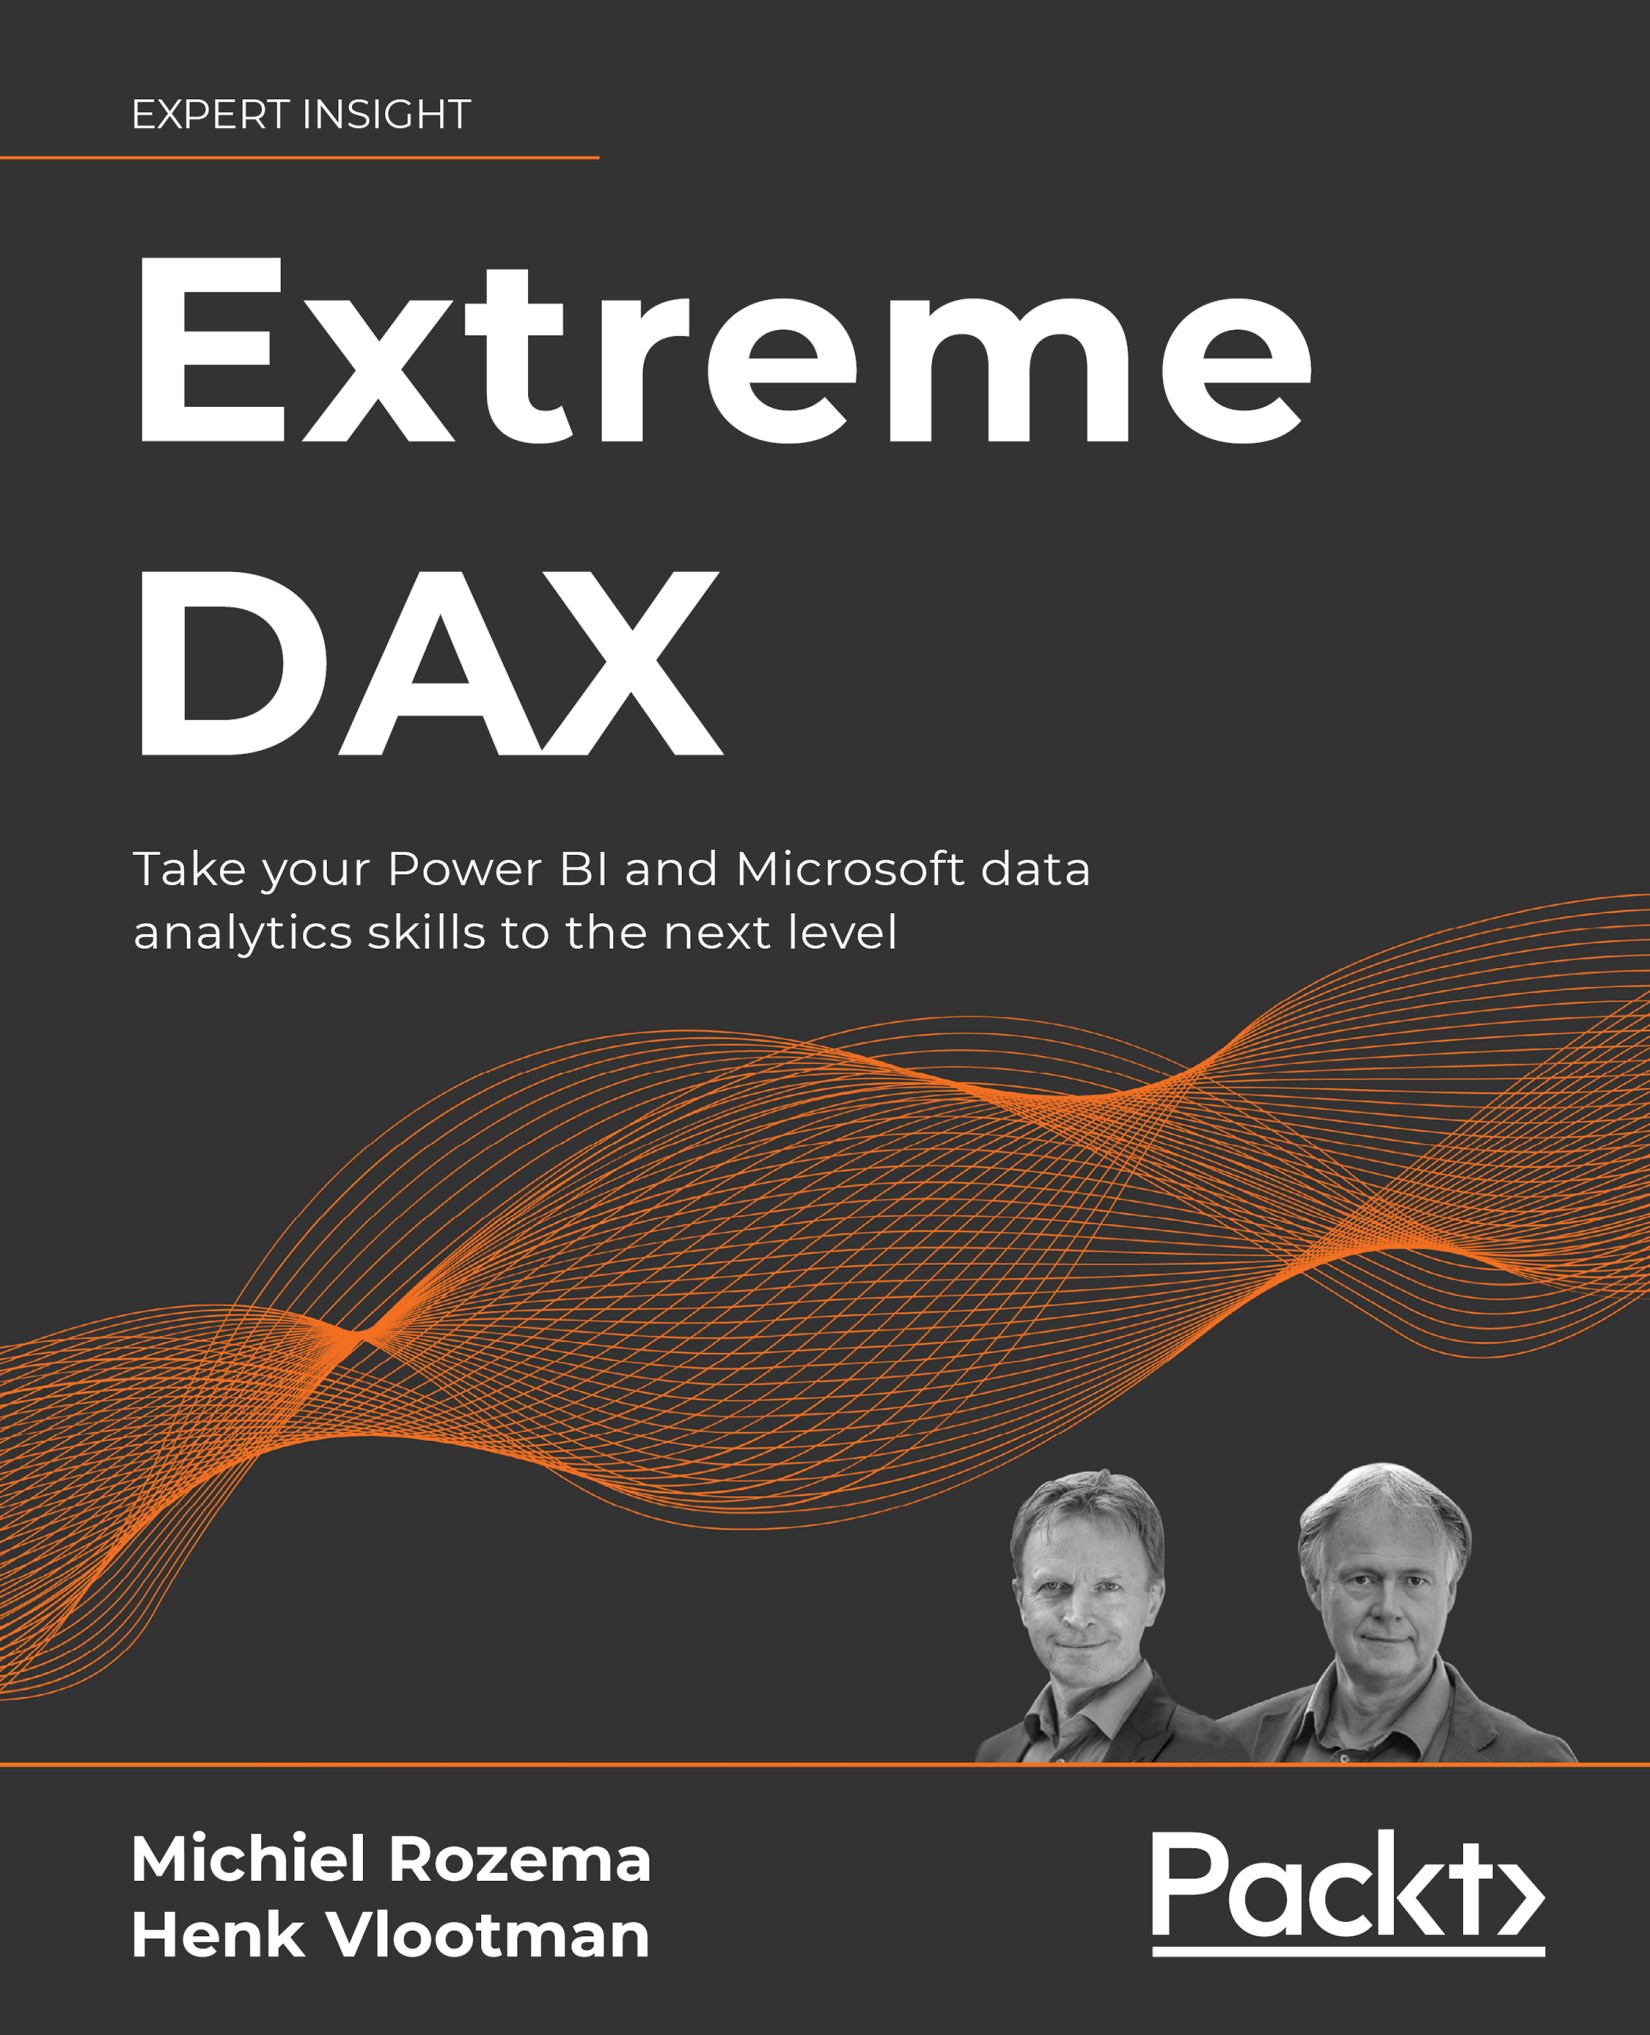 EXPERT INSIGHT
Extreme
DAX
Take your Power BI and Microsoft data
analytics skills to the next level
Michiel Rozema
Henk Vlootman
Packt>